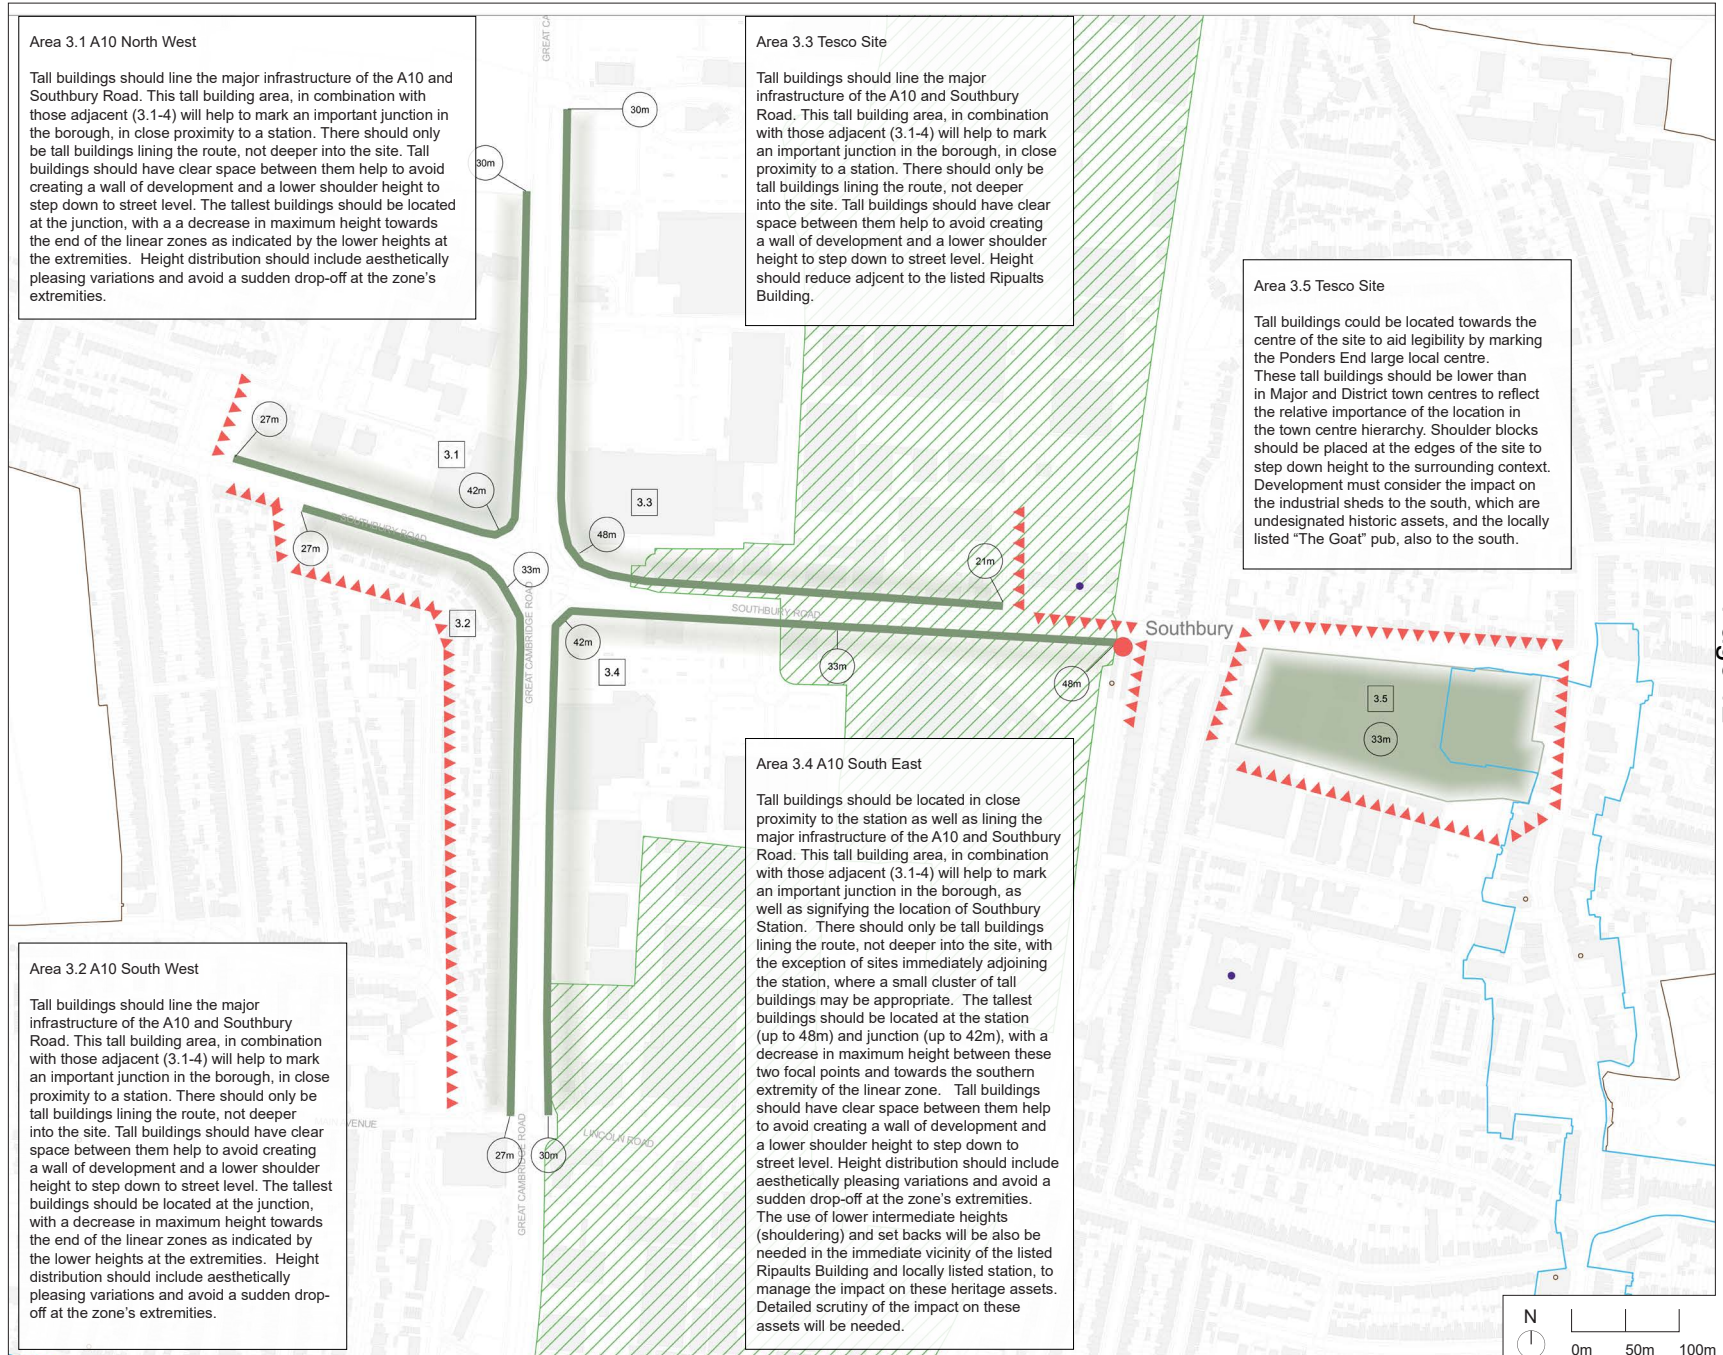 Area 3.1 A10 North West
Tall buildings should line the major infrastructure of the A10 and
Southbury Road. This tall building area, in combination with
those adjacent (3.1-4) will help to mark an important junction in
the borough, in close proximity to a station. There should only
be tall buildings lining the route, not deeper into the site. Tall
buildings should have clear space between them help to avoid
creating a wall of development and a lower shoulder height to
step down to street level. The tallest buildings should be located
at the junction, with a a decrease in maximum height towards
the end of the linear zones as indicated by the lower heights at
the extremities.  Height distribution should include aesthetically
pleasing variations and avoid a sudden drop-off at the zone's
extremities.
GREAT CA
Area 3.3 Tesco Site
Tall buildings should line the major
infrastructure of the A10 and Southbury
Road. This tall building area, in combination
with those adjacent (3.1-4) will help to mark
an important junction in the borough, in close
proximity to a station. There should only be
tall buildings lining the route, not deeper
into the site. Tall buildings should have clear
space between them help to avoid creating
a wall of development and a lower shoulder
height to step down to street level. Height
should reduce adjcent to the listed Ripualts
Building.
Area 3.5 Tesco Site
Tall buildings could be located towards the
centre of the site to aid legibility by marking
the Ponders End large local centre.
These tall buildings should be lower than
in Major and District town centres to reflect
the relative importance of the location in
the town centre hierarchy. Shoulder blocks
should be placed at the edges of the site to
step down height to the surrounding context.
Development must consider the impact on
the industrial sheds to the south, which are
undesignated historic assets, and the locally
listed "The Goat" pub, also to the south.
30m
30m
27m
3.1
42m
3.3
48m
SOUTHBURY ROAD
27m
33m
21m
GREAT CAMBRIDGE ROAD
SOUTHBURY ROAD
3.2
42m
3.4
33m
48m
Southbury
3.5
33m
Area 3.4 A10 South East
Tall buildings should be located in close
proximity to the station as well as lining the
major infrastructure of the A10 and Southbury
Road. This tall building area, in combination
with those adjacent (3.1-4) will help to mark
an important junction in the borough, as
well as signifying the location of Southbury
Station.  There should only be tall buildings
lining the route, not deeper into the site, with
the exception of sites immediately adjoining
the station, where a small cluster of tall
buildings may be appropriate.  The tallest
buildings should be located at the station
(up to 48m) and junction (up to 42m), with a
decrease in maximum height between these
two focal points and towards the southern
extremity of the linear zone.   Tall buildings
should have clear space between them help
to avoid creating a wall of development and
a lower shoulder height to step down to
street level. Height distribution should include
aesthetically pleasing variations and avoid a
sudden drop-off at the zone's extremities.
The use of lower intermediate heights
(shouldering) and set backs will be also be
needed in the immediate vicinity of the listed
Ripaults Building and locally listed station, to
manage the impact on these heritage assets.
Detailed scrutiny of the impact on these
assets will be needed.
Area 3.2 A10 South West
Tall buildings should line the major
infrastructure of the A10 and Southbury
Road. This tall building area, in combination
with those adjacent (3.1-4) will help to mark
an important junction in the borough, in close
proximity to a station. There should only be
tall buildings lining the route, not deeper
into the site. Tall buildings should have clear
space between them help to avoid creating
a wall of development and a lower shoulder
height to step down to street level. The tallest
buildings should be located at the junction,
with a decrease in maximum height towards
the end of the linear zones as indicated by
the lower heights at the extremities.  Height
distribution should include aesthetically
pleasing variations and avoid a sudden drop-
off at the zone's extremities.
VENUE
27m
30m
GREAT CAMBRIDGE ROAD
LINCOLN ROAD
N
0m 50m 100m